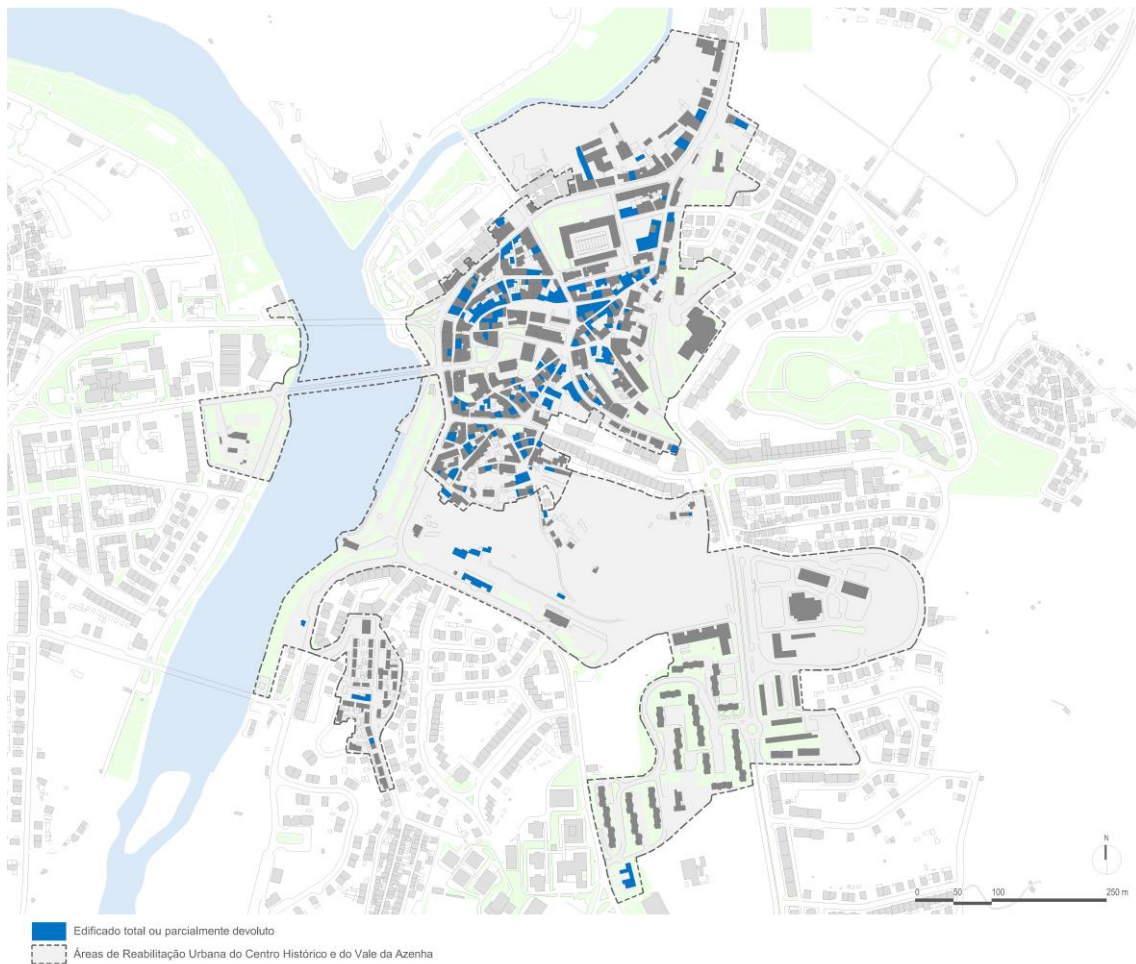 N
0 50 100 250 m
Edificado total ou parcialmente devoluto
Áreas de Reabilitação Urbana do Centro Histórico e do Vale da Azenha